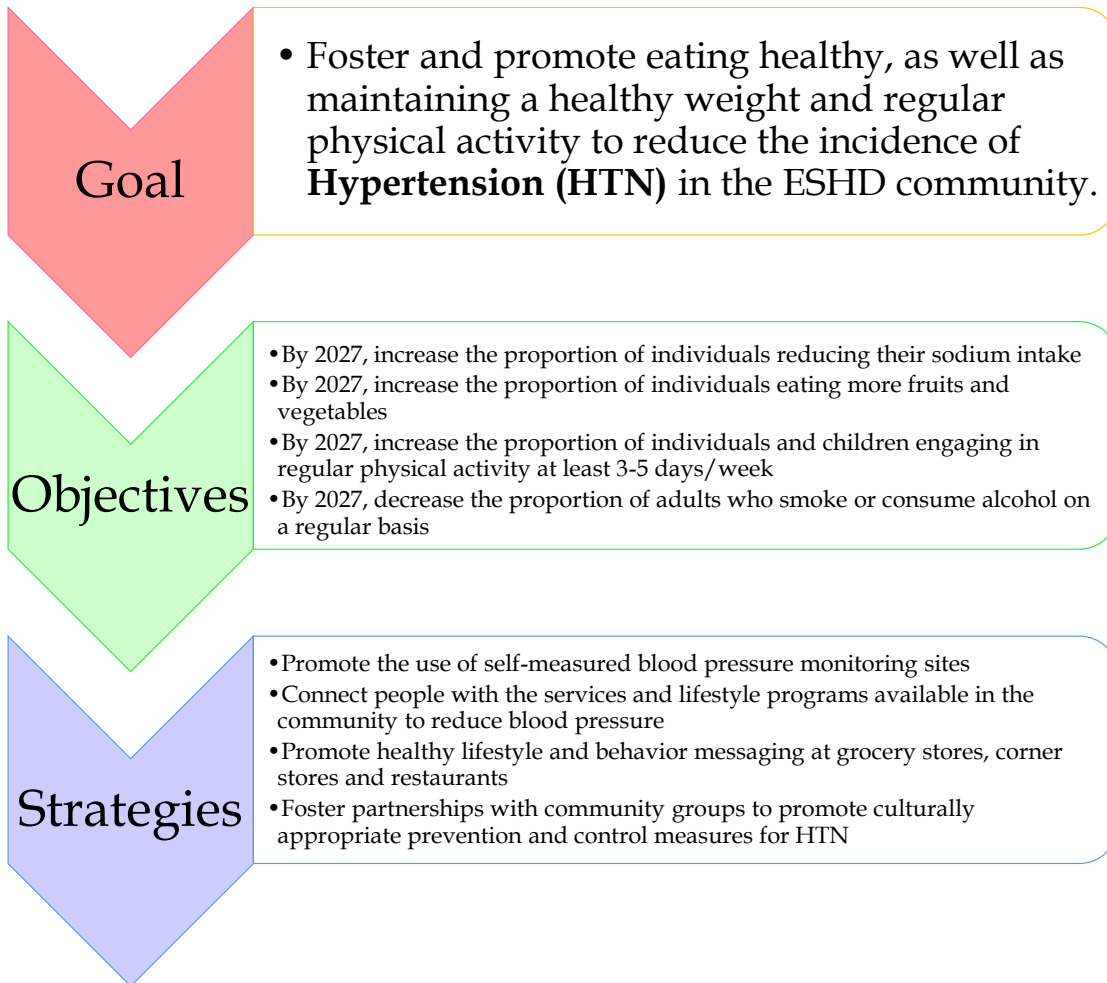 Goal
• Foster and promote eating healthy, as well as
maintaining a healthy weight and regular
physical activity to reduce the incidence of
Hypertension (HTN) in the ESHD community.
Objectives
•By 2027, increase the proportion of individuals reducing their sodium intake
•By 2027, increase the proportion of individuals eating more fruits and
vegetables
•By 2027, increase the proportion of individuals and children engaging in
regular physical activity at least 3-5 days/week
•By 2027, decrease the proportion of adults who smoke or consume alcohol on
a regular basis
Strategies
•Promote the use of self-measured blood pressure monitoring sites
•Connect people with the services and lifestyle programs available in the
community to reduce blood pressure
•Promote healthy lifestyle and behavior messaging at grocery stores, corner
stores and restaurants
•Foster partnerships with community groups to promote culturally
appropriate prevention and control measures for HTN